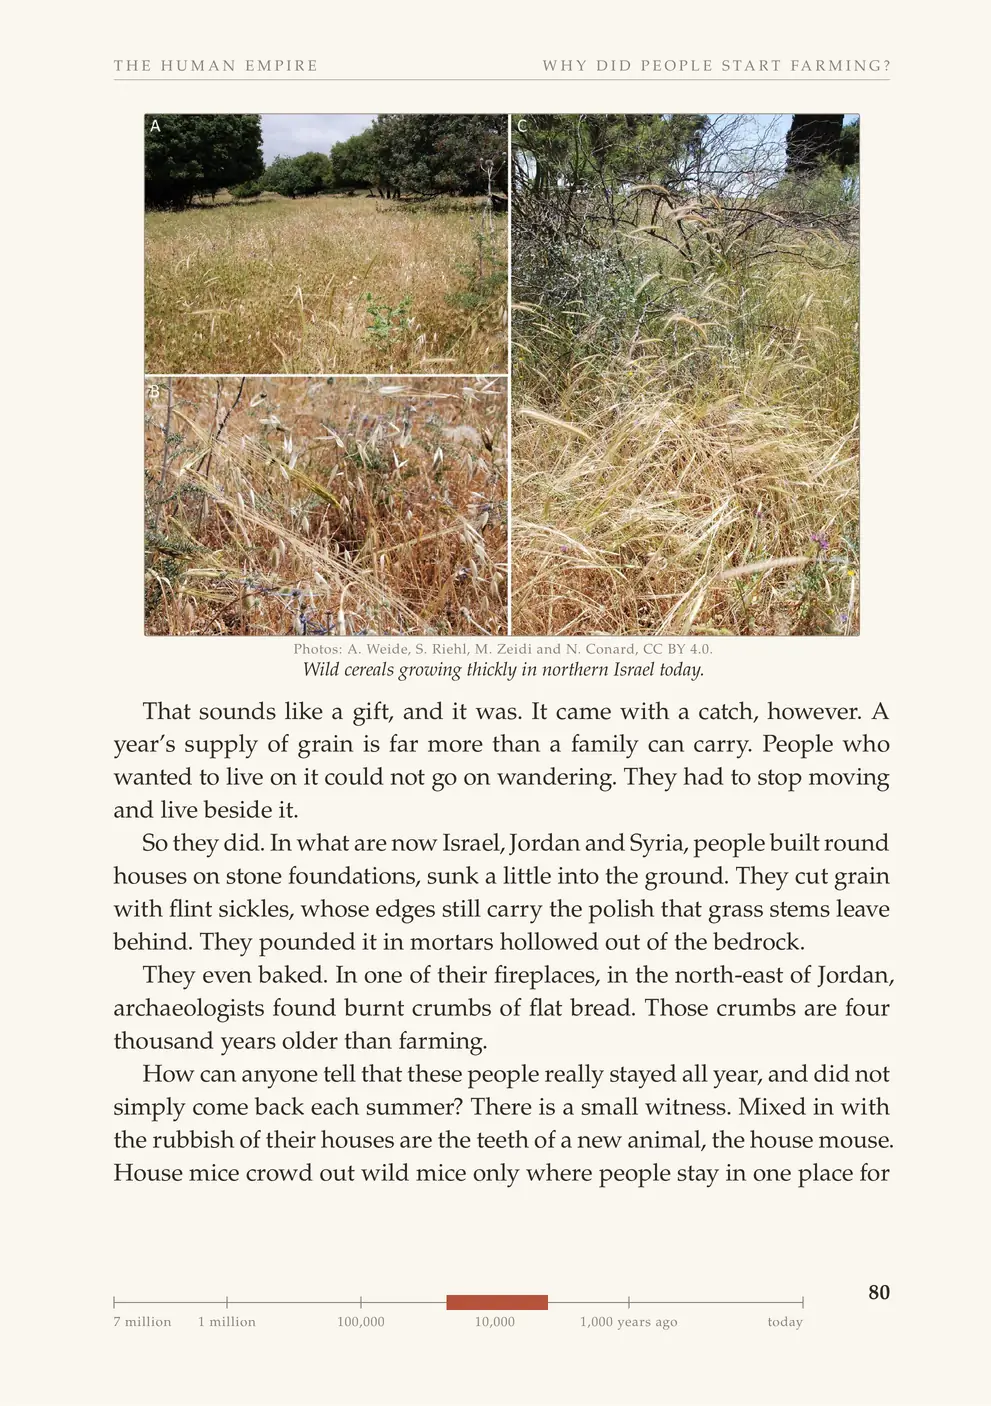 THE HUMAN EMPIRE
WHY DID PEOPLE START FARMING?
A
C
B
Photos: A. Weide, S. Riehl, M. Zeidi and N. Conard, CC BY 4.0.
Wild cereals growing thickly in northern Israel today.
That sounds like a gift, and it was. It came with a catch, however. A
year’s supply of grain is far more than a family can carry. People who
wanted to live on it could not go on wandering. They had to stop moving
and live beside it.
So they did. In what are now Israel, Jordan and Syria, people built round
houses on stone foundations, sunk a little into the ground. They cut grain
with flint sickles, whose edges still carry the polish that grass stems leave
behind. They pounded it in mortars hollowed out of the bedrock.
They even baked. In one of their fireplaces, in the north-east of Jordan,
archaeologists found burnt crumbs of flat bread. Those crumbs are four
thousand years older than farming.
How can anyone tell that these people really stayed all year, and did not
simply come back each summer? There is a small witness. Mixed in with
the rubbish of their houses are the teeth of a new animal, the house mouse.
House mice crowd out wild mice only where people stay in one place for
80
7 million
1 million
100,000
10,000
1,000 years ago
today